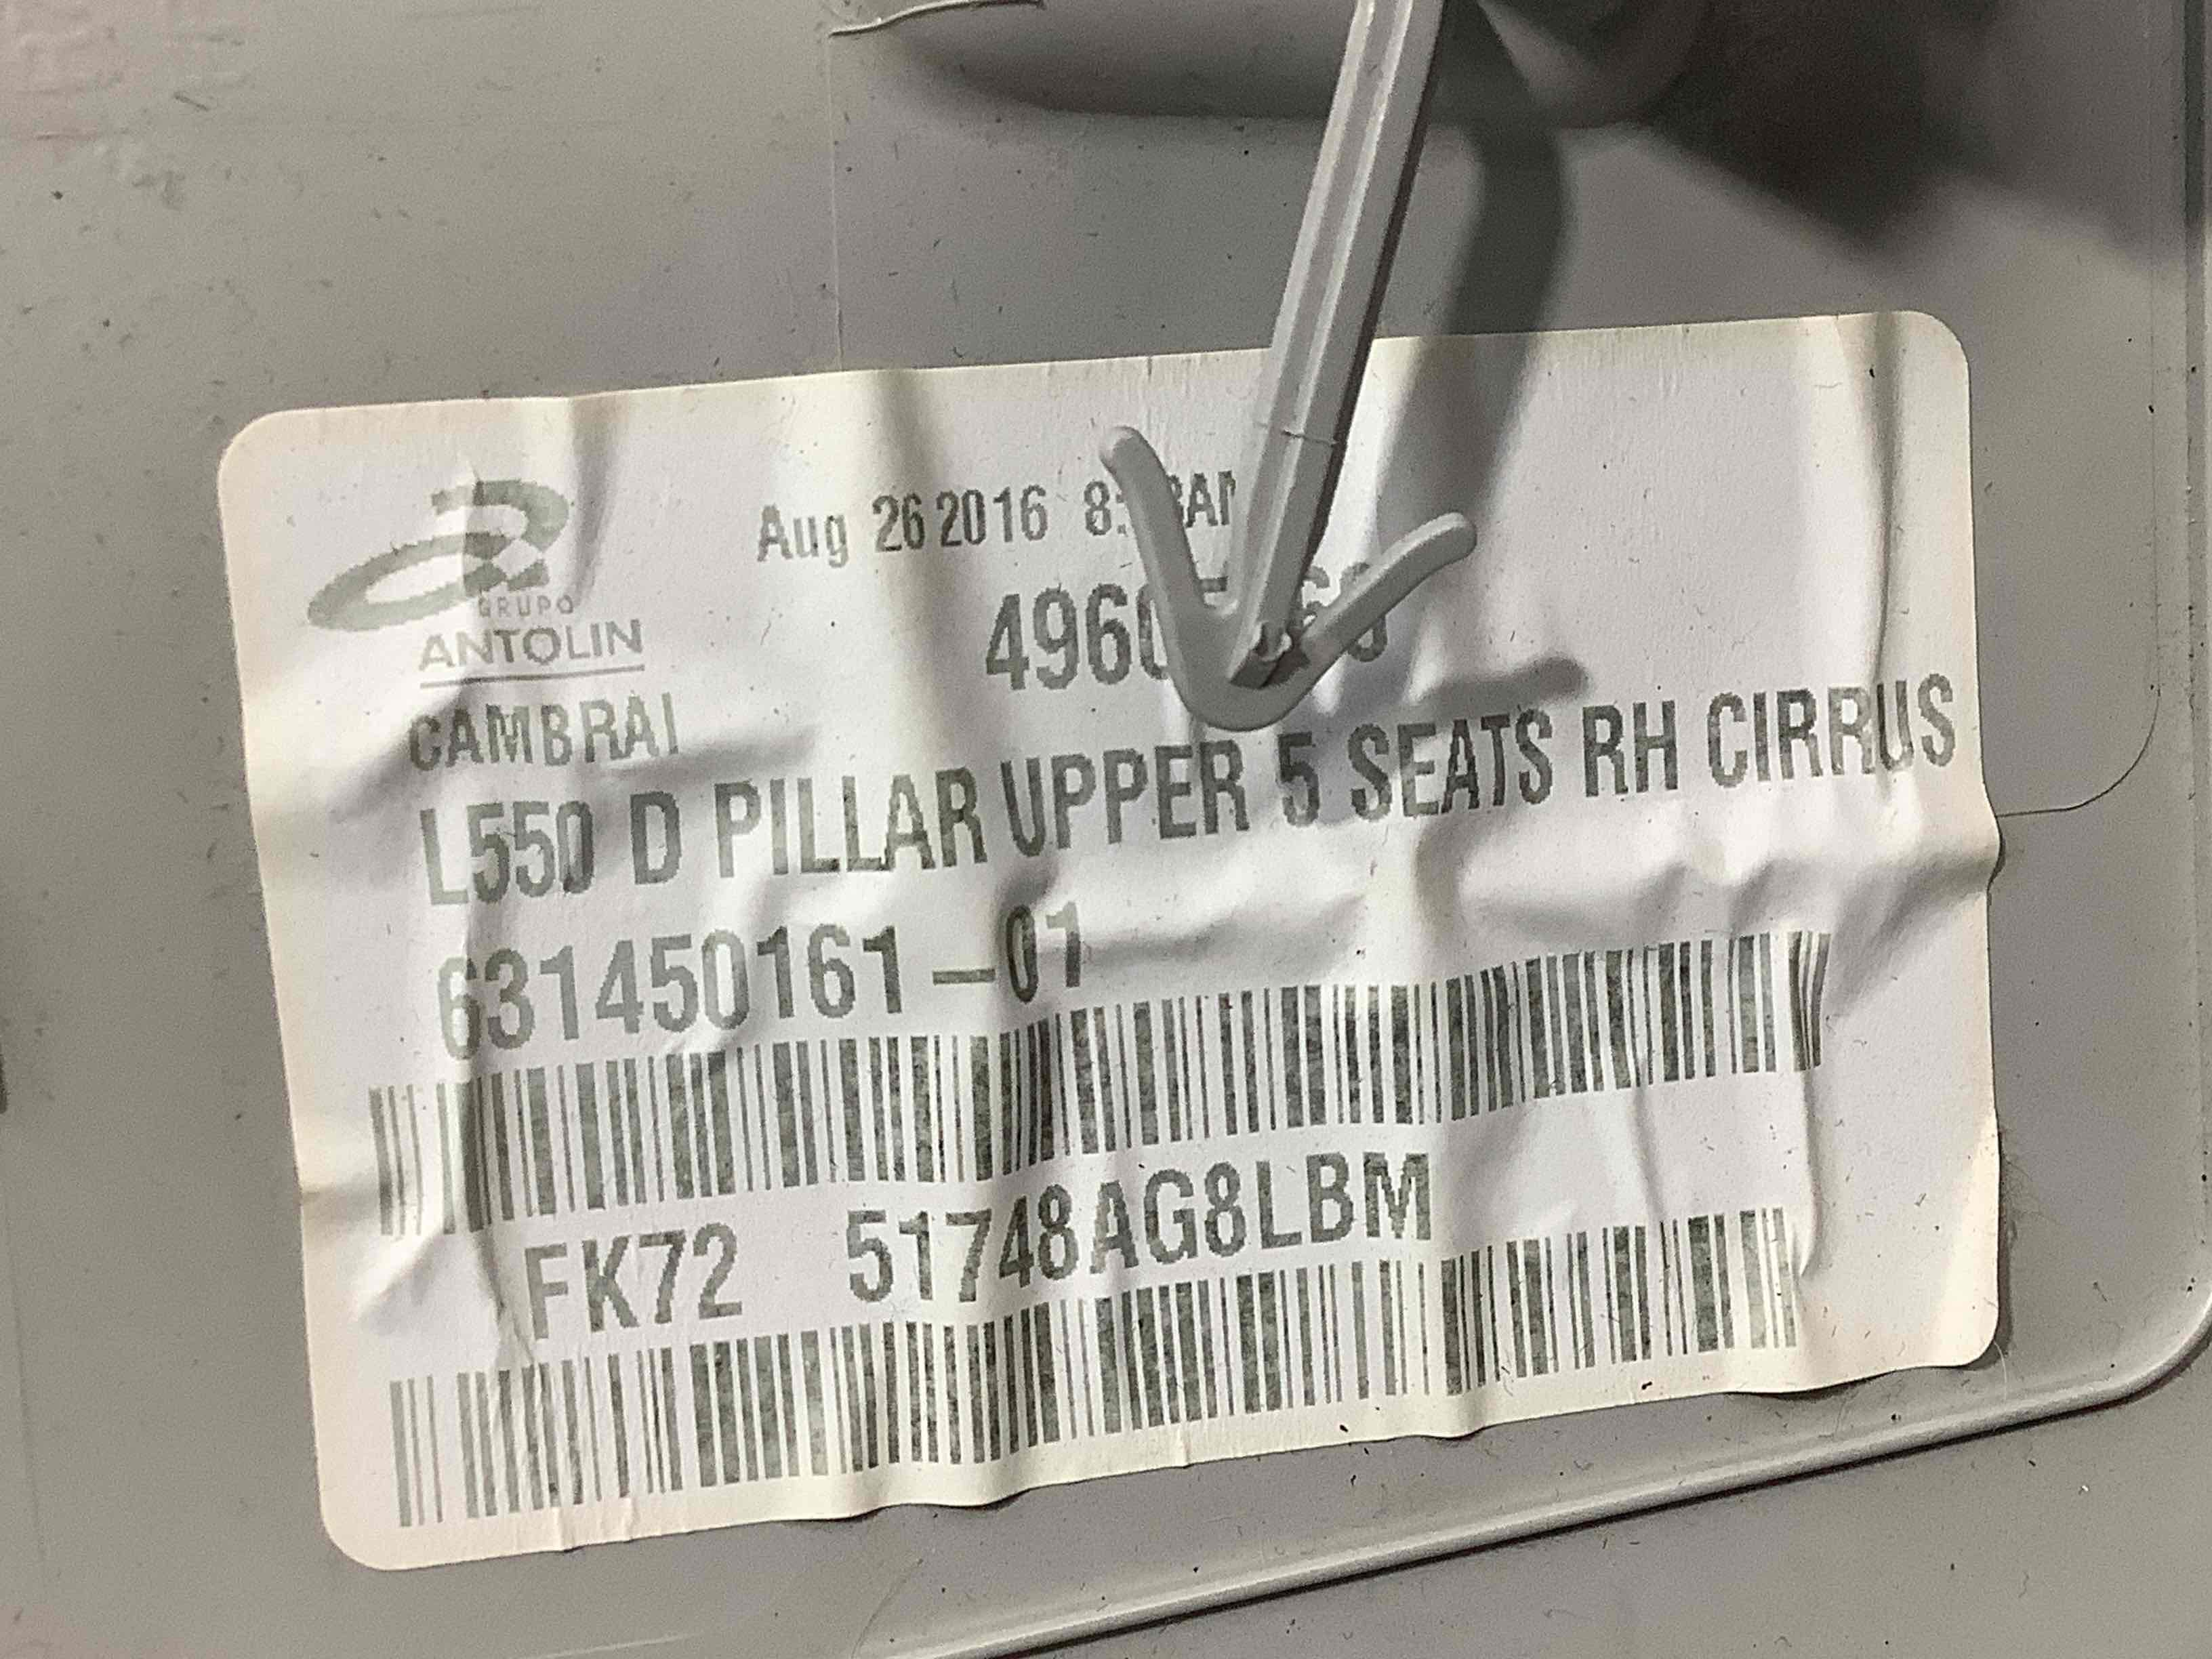 Aug 26 2016
GRUPO
ANTOLIN
CAMBRAI
L550 D PILLAR UPPER 5 SEATS RH CIRRUS
631450161-01
FK72 51748AG8LBM